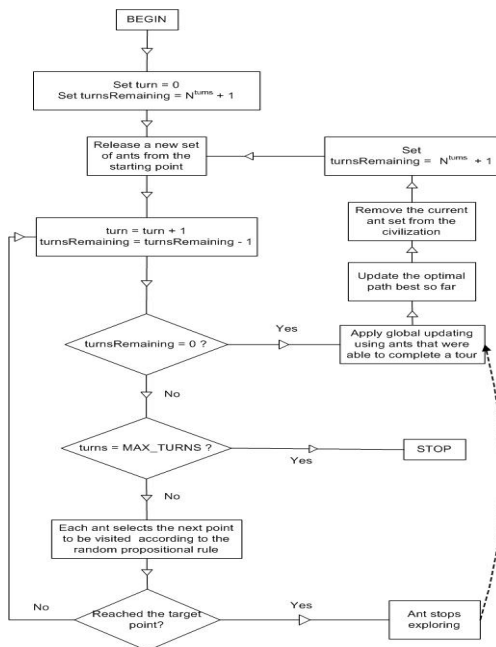 BEGIN
Set turn = 0
Set turnsRemaining = N^turns + 1
Release a new set
of ants from the
starting point
Set
turnsRemaining = N^turns + 1
Remove the current
ant set from the
civilization
turn = turn + 1
turnsRemaining = turnsRemaining - 1
Update the optimal
path best so far
turnsRemaining = 0 ?
Yes
Apply global updating
using ants that were
able to complete a tour
No
turns = MAX_TURNS ?
Yes
STOP
No
Each ant selects the next point
to be visited according to the
random propositional rule
No
Reached the target
point?
Yes
Ant stops
exploring